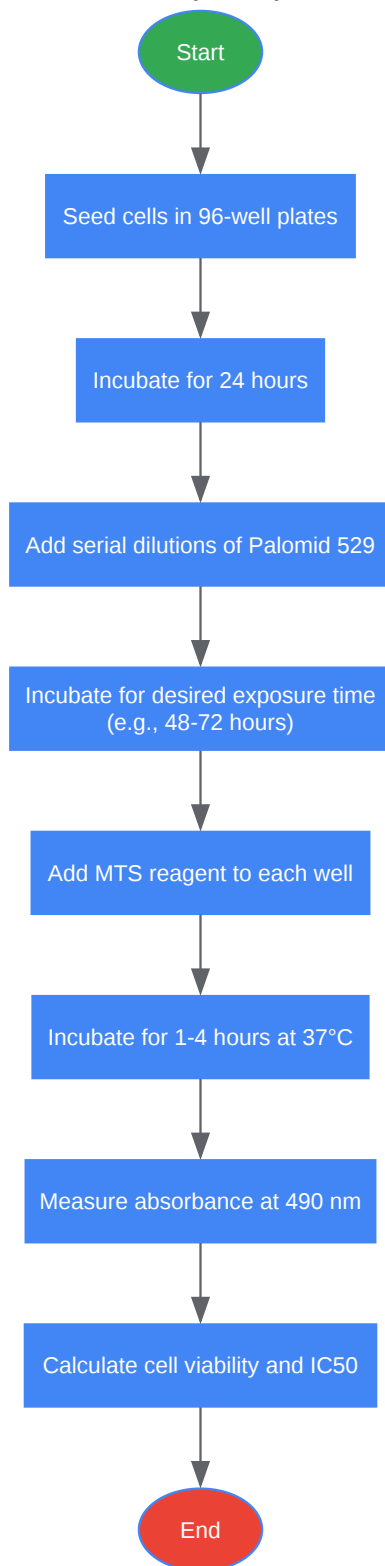 Start
Seed cells in 96-well plates
Incubate for 24 hours
Add serial dilutions of Palomid 529
Incubate for desired exposure time
(e.g., 48-72 hours)
Add MTS reagent to each well
Incubate for 1-4 hours at 37°C
Measure absorbance at 490 nm
Calculate cell viability and IC50
End